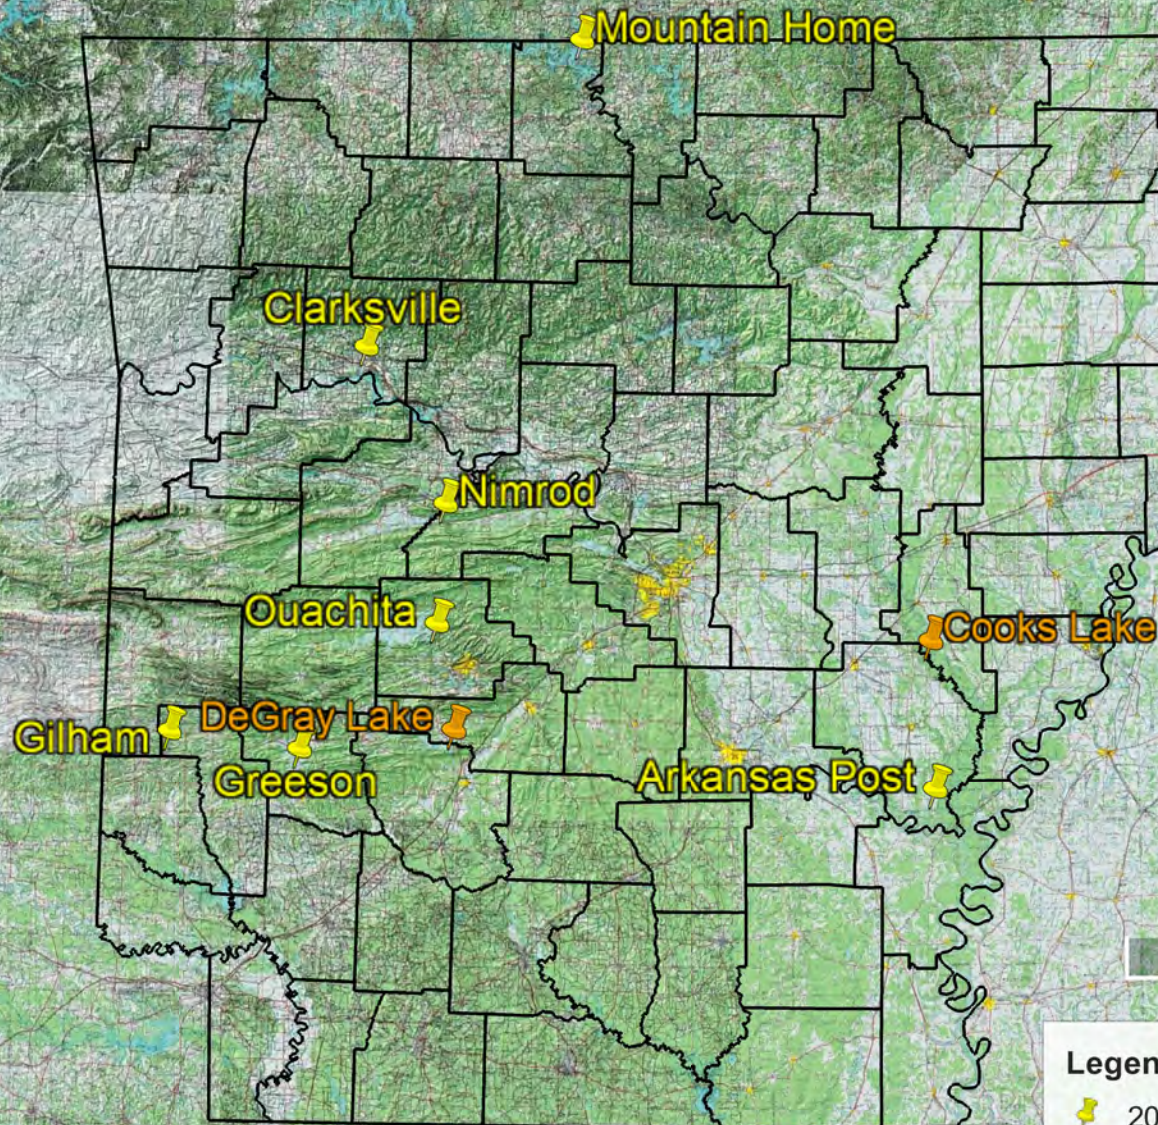 Mountain Home
Clarksville
Nimrod
Ouachita
Cooks Lake
DeGray Lake
Gilham
Greeson
Arkansas Post
Legen
20